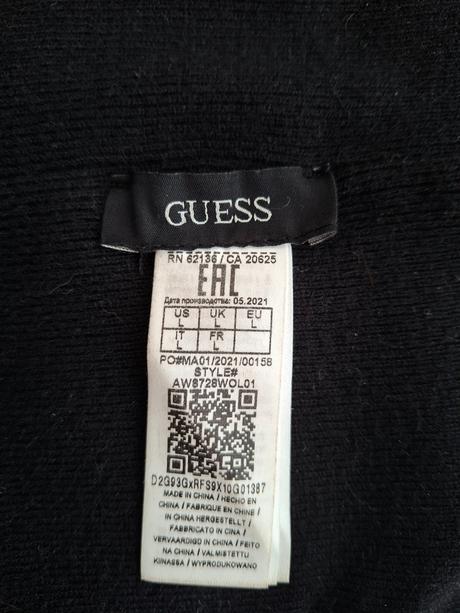 GUESS
RN 62136 / CA 20625
EAC
Дата производства: 05.2021
US UK EU
L L L
IT FR
L L
PO#MA01/2021/00158
STYLE#
AW8728WOL01
D2G93GxRFS9X10G01387
MADE IN CHINA / HECHO EN
CHINA / FABRIQUE EN CHINE /
IN CHINA HERGESTELLT /
FABBRICATO IN CINA /
VERVAARDIGD IN CHINA / FEITO
NA CHINA / VALMISTETTU
KIINASSA / WYPRODUKOWANO